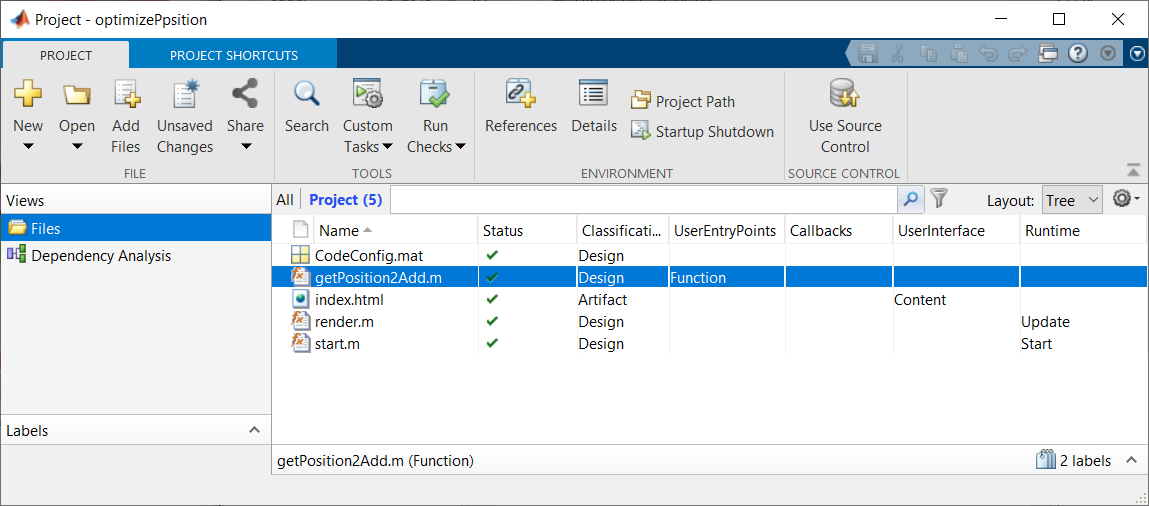 Project - optimizePpsition
PROJECT PROJECT SHORTCUTS
New Open Add Files Unsaved Changes Share Search Custom Tasks Run Checks References Details Project Path Startup Shutdown Use Source Control
FILE TOOLS ENVIRONMENT SOURCE CONTROL
Views All Project (5) Layout: Tree
Files Name Status Classificati... UserEntryPoints Callbacks UserInterface Runtime
Dependency Analysis CodeConfig.mat Design
getPosition2Add.m Design Function
index.html Artifact Content
render.m Design Update
start.m Design Start
Labels
getPosition2Add.m (Function) 2 labels